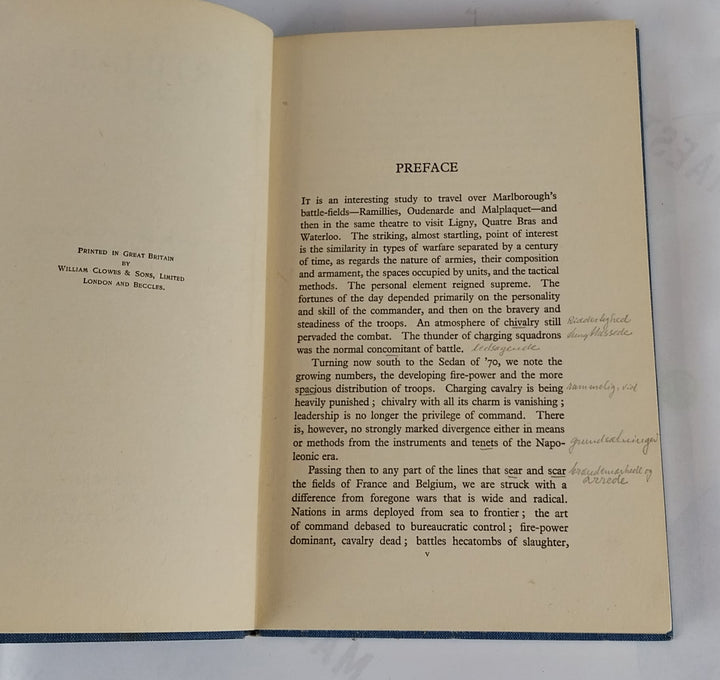 PRINTED IN GREAT BRITAIN
BY
WILLIAM CLOWES & SONS, LIMITED
LONDON AND BECCLES.
PREFACE
IT is an interesting study to travel over Marlborough's
battle-fields—Ramillies, Oudenarde and Malplaquet—and
then in the same theatre to visit Ligny, Quatre Bras and
Waterloo. The striking, almost startling, point of interest
is the similarity in types of warfare separated by a century
of time, as regards the nature of armies, their composition
and armament, the spaces occupied by units, and the tactical
methods. The personal element reigned supreme. The
fortunes of the day depended primarily on the personality
and skill of the commander, and then on the bravery and
steadiness of the troops. An atmosphere of chivalry still
Ridderlighed
pervaded the combat. The thunder of charging squadrons
was the normal concomitant of battle.
ledsagende
Turning now south to the Sedan of '70, we note the
growing numbers, the developing fire-power and the more
spacious distribution of troops. Charging cavalry is being
rummelig, vid
heavily punished; chivalry with all its charm is vanishing;
leadership is no longer the privilege of command. There
is, however, no strongly marked divergence either in means
or methods from the instruments and tenets of the Napo-
grundsætninger
leonic era.
Passing then to any part of the lines that sear and scar
brændemærkede og
arrede
the fields of France and Belgium, we are struck with a
difference from foregone wars that is wide and radical.
Nations in arms deployed from sea to frontier; the art
of command debased to bureaucratic control; fire-power
dominant, cavalry dead; battles hecatombs of slaughter,
v